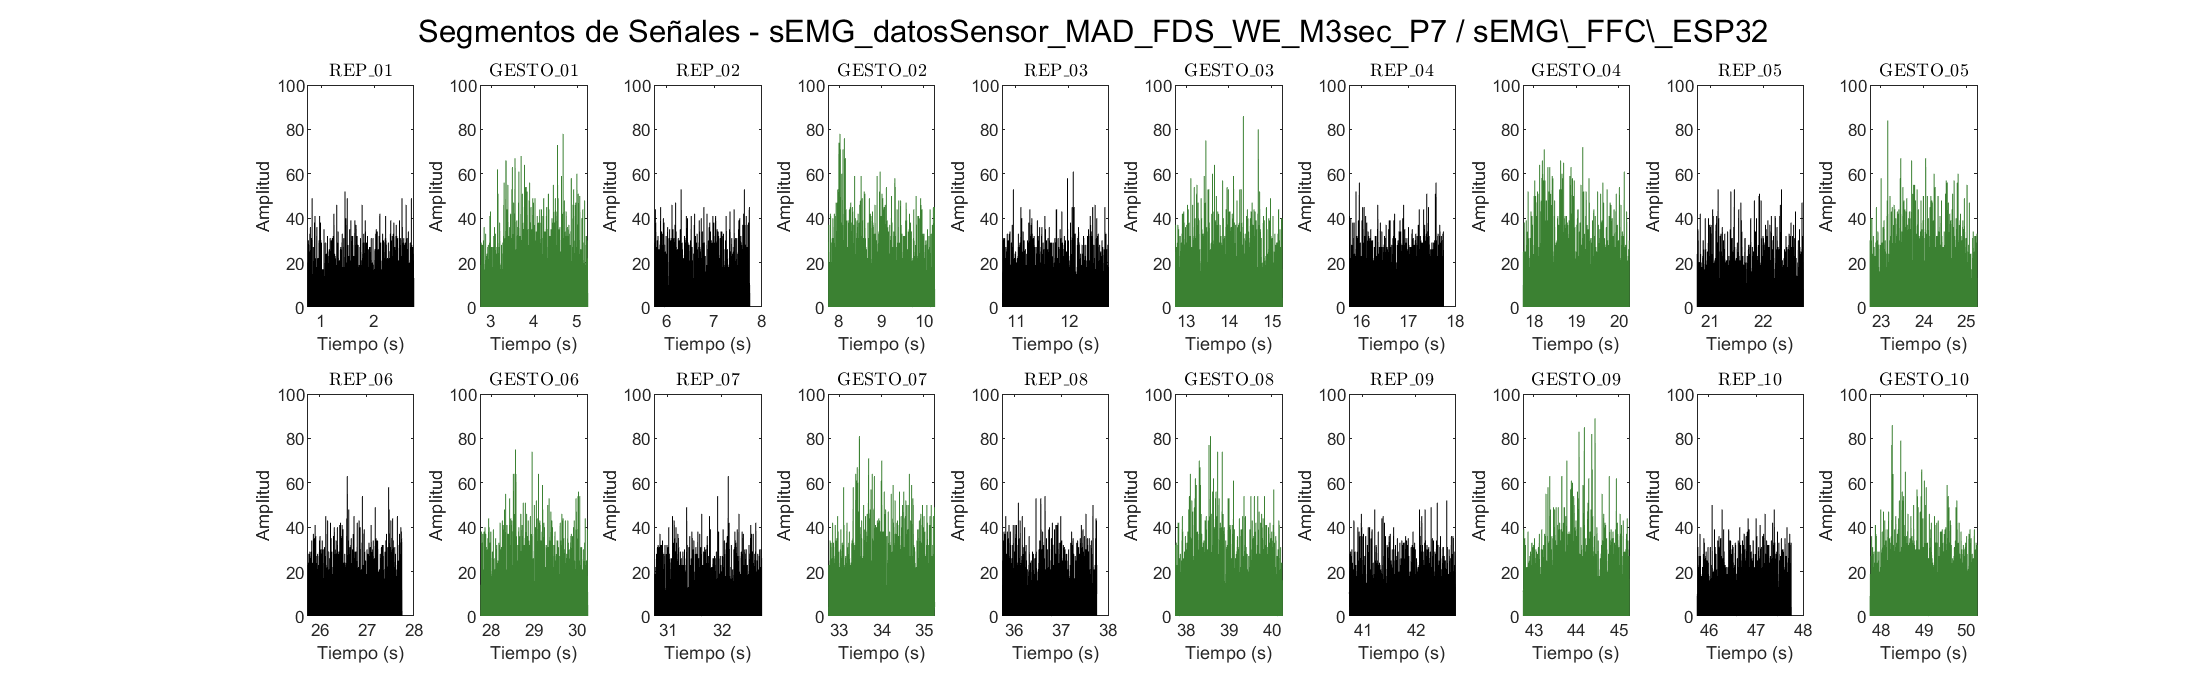 Segmentos de Señales - sEMG_datosSensor_MAD_FDS_WE_M3sec_P7 / sEMG\_FFC\_ESP32
REP_01 GESTO_01 REP_02 GESTO_02 REP_03 GESTO_03 REP_04 GESTO_04 REP_05 GESTO_05
100 100 100 100 100 100 100 100 100 100
80 80 80 80 80 80 80 80 80 80
60 60 60 60 60 60 60 60 60 60
Amplitud Amplitud Amplitud Amplitud Amplitud Amplitud Amplitud Amplitud Amplitud Amplitud
40 40 40 40 40 40 40 40 40 40
20 20 20 20 20 20 20 20 20 20
0 0 0 0 0 0 0 0 0 0
1 2 3 4 5 6 7 8 8 9 10 11 12 13 14 15 16 17 18 18 19 20 21 22 23 24 25
Tiempo (s) Tiempo (s) Tiempo (s) Tiempo (s) Tiempo (s) Tiempo (s) Tiempo (s) Tiempo (s) Tiempo (s) Tiempo (s)
REP_06 GESTO_06 REP_07 GESTO_07 REP_08 GESTO_08 REP_09 GESTO_09 REP_10 GESTO_10
100 100 100 100 100 100 100 100 100 100
80 80 80 80 80 80 80 80 80 80
60 60 60 60 60 60 60 60 60 60
Amplitud Amplitud Amplitud Amplitud Amplitud Amplitud Amplitud Amplitud Amplitud Amplitud
40 40 40 40 40 40 40 40 40 40
20 20 20 20 20 20 20 20 20 20
0 0 0 0 0 0 0 0 0 0
26 27 28 28 29 30 31 32 33 34 35 36 37 38 38 39 40 41 42 43 44 45 46 47 48 48 49 50
Tiempo (s) Tiempo (s) Tiempo (s) Tiempo (s) Tiempo (s) Tiempo (s) Tiempo (s) Tiempo (s) Tiempo (s) Tiempo (s)